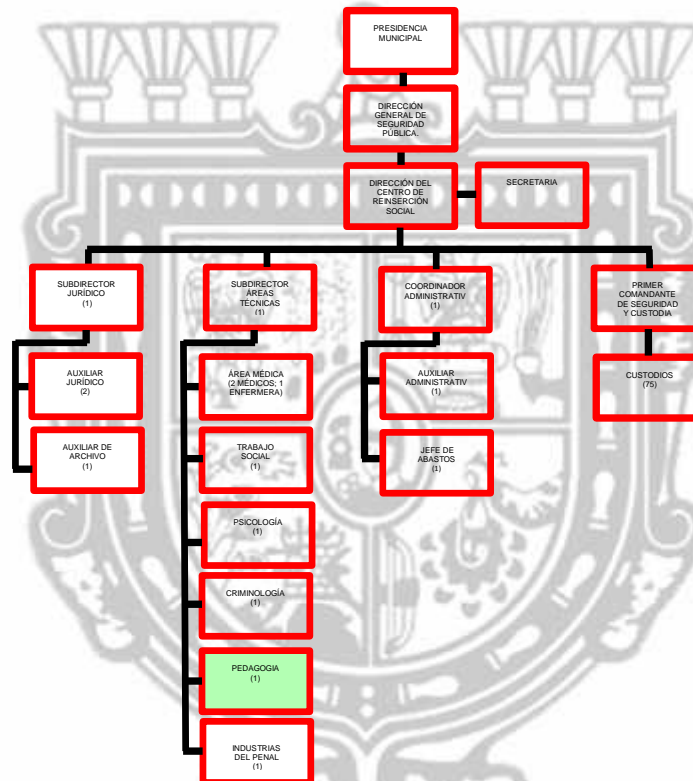 PRESIDENCIA
MUNICIPAL
DIRECCIÓN
GENERAL DE
SEGURIDAD
PÚBLICA.
DIRECCIÓN DEL
CENTRO DE
REINSERCIÓN
SOCIAL
SECRETARIA
SUBDIRECTOR
JURÍDICO
(1)
SUBDIRECTOR
ÁREAS
TÉCNICAS
(1)
COORDINADOR
ADMINISTRATIV
(1)
PRIMER
COMANDANTE
DE SEGURIDAD
Y CUSTODIA
AUXILIAR
JURÍDICO
(2)
ÁREA MÉDICA
(2 MÉDICOS; 1
ENFERMERA)
AUXILIAR
ADMINISTRATIV
(1)
CUSTODIOS
(75)
AUXILIAR DE
ARCHIVO
(1)
TRABAJO
SOCIAL
(1)
JEFE DE
ABASTOS
(1)
PSICOLOGÍA
(1)
CRIMINOLOGÍA
(1)
PEDAGOGIA
(1)
INDUSTRIAS
DEL PENAL
(1)